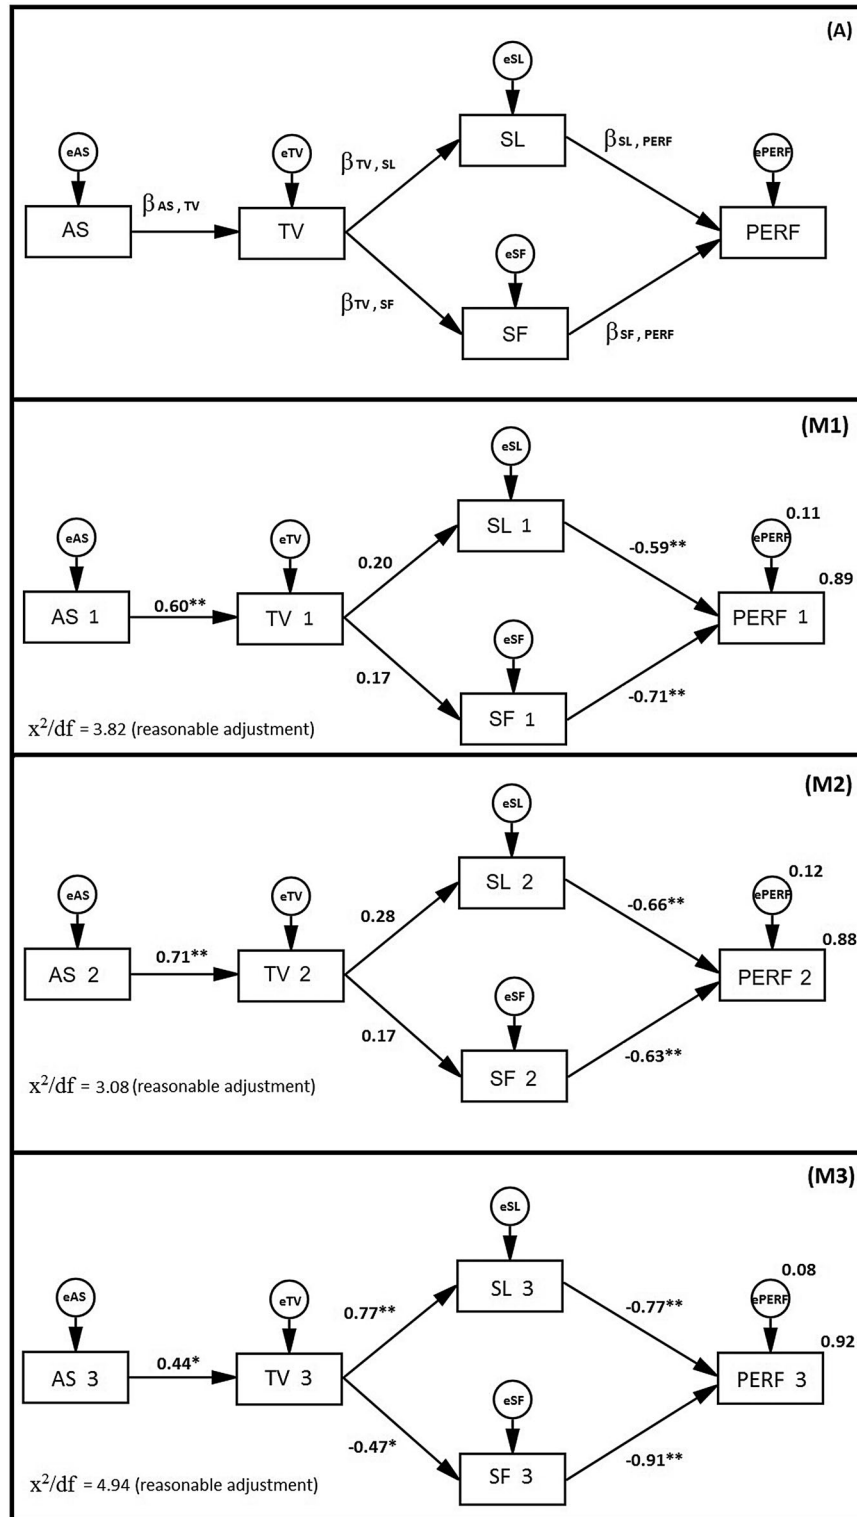 (A)
eSL
eAS
eTV
SL
βSL , PERF
ePERF
βTV , SL
βAS , TV
AS
TV
PERF
eSF
βTV , SF
SF
βSF , PERF
(M1)
eSL
0.11
eAS
eTV
SL 1
-0.59**
ePERF
0.20
0.89
0.60**
AS 1
TV 1
PERF 1
eSF
0.17
-0.71**
SF 1
x²/df = 3.82 (reasonable adjustment)
(M2)
eSL
0.12
eAS
eTV
SL 2
-0.66**
ePERF
0.28
0.88
0.71**
AS 2
TV 2
PERF 2
eSF
0.17
-0.63**
SF 2
x²/df = 3.08 (reasonable adjustment)
(M3)
eSL
0.08
eAS
eTV
SL 3
-0.77**
ePERF
0.77**
0.92
0.44*
AS 3
TV 3
PERF 3
eSF
-0.47*
-0.91**
SF 3
x²/df = 4.94 (reasonable adjustment)